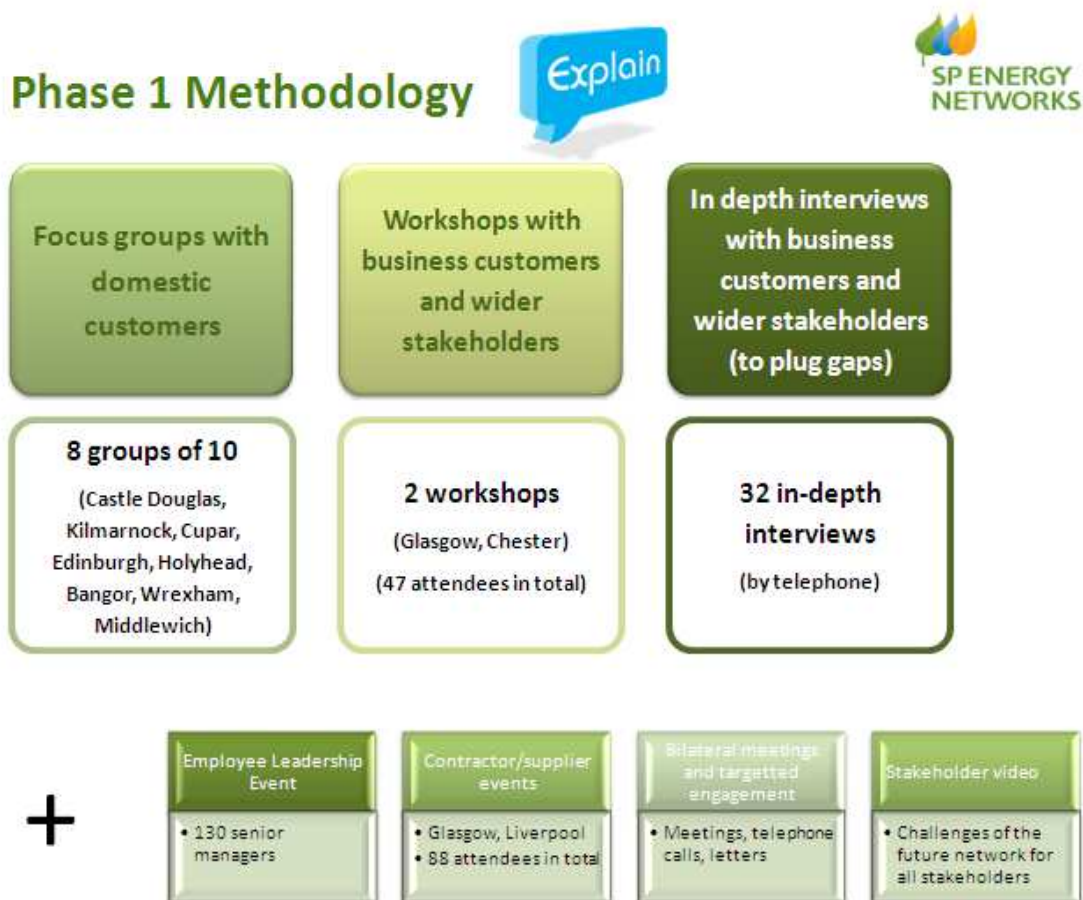 Phase 1 Methodology
Explain
SP ENERGY
NETWORKS
Focus groups with
domestic
customers
Workshops with
business customers
and wider
stakeholders
In depth interviews
with business
customers and
wider stakeholders
(to plug gaps)
8 groups of 10
(Castle Douglas,
Kilmarnock, Cupar,
Edinburgh, Holyhead,
Bangor, Wrexham,
Middlewich)
2 workshops
(Glasgow, Chester)
(47 attendees in total)
32 in-depth
interviews
(by telephone)
+
Employee Leadership
Event
• 130 senior
managers
Contractor/supplier
events
• Glasgow, Liverpool
• 88 attendees in total
Bilateral meetings
and targetted
engagement
• Meetings, telephone
calls, letters
Stakeholder video
• Challenges of the
future network for
all stakeholders